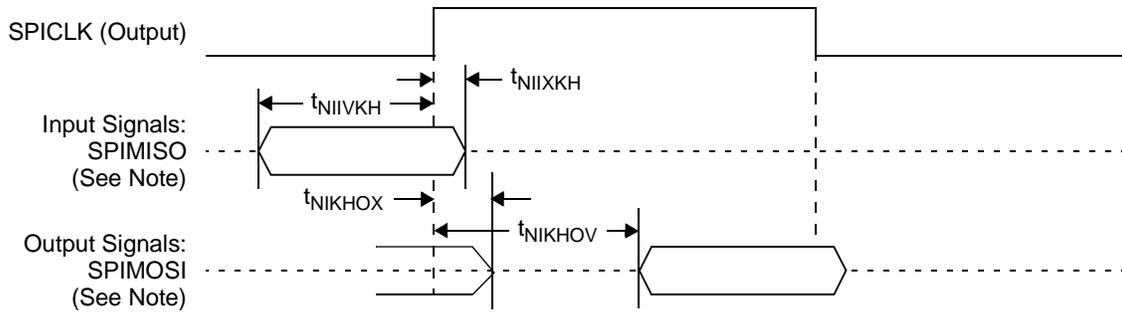 SPICLK (Output)
tNIIXKH
tNIIVKH
Input Signals:
SPIMISO
(See Note)
tNIKHOX
tNIKHOV
Output Signals:
SPIMOSI
(See Note)